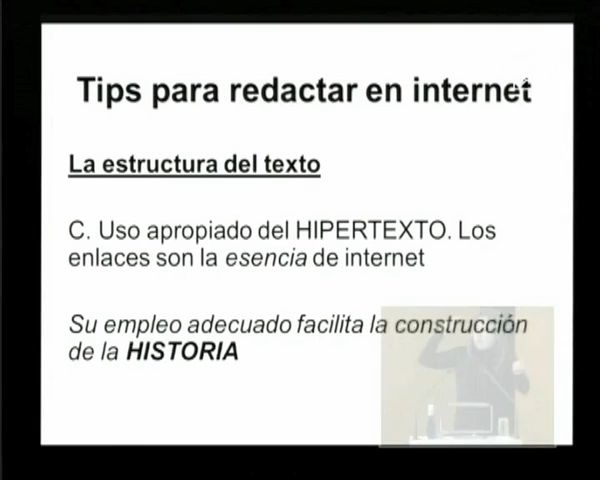 Tips para redactar en internet
La estructura del texto
C. Uso apropiado del HIPERTEXTO. Los
enlaces son la esencia de internet
Su empleo adecuado facilita la construcción
de la HISTORIA